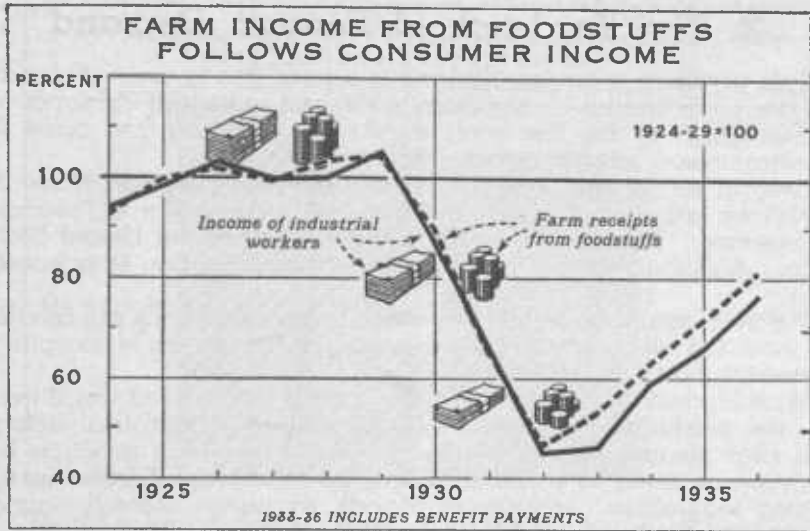 FARM INCOME FROM FOODSTUFFS
FOLLOWS CONSUMER INCOME
PERCENT
1924-29=100
100
Income of industrial
workers
Farm receipts
from foodstuffs
80
60
40
1925
1930
1935
1933-36 INCLUDES BENEFIT PAYMENTS